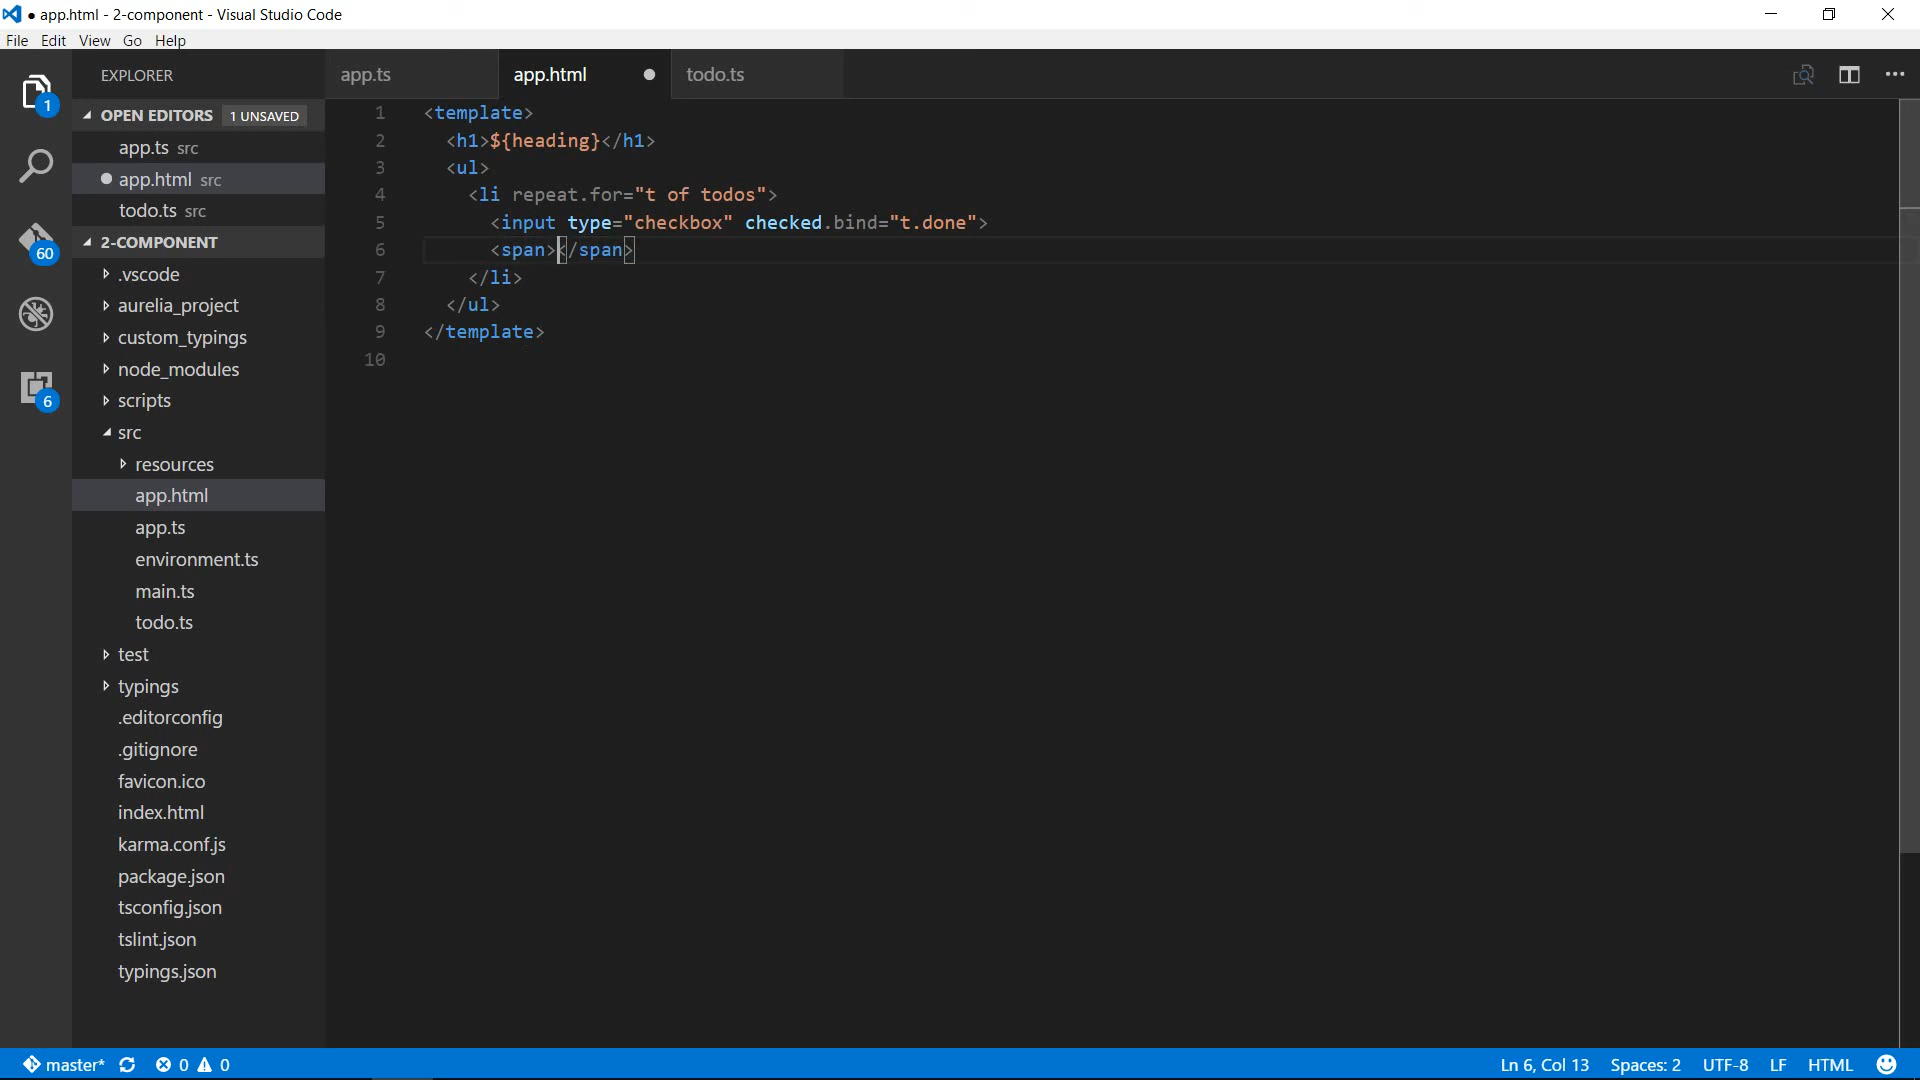 ● app.html - 2-component - Visual Studio Code
File Edit View Go Help
EXPLORER
OPEN EDITORS 1 UNSAVED
app.ts src
app.html src
todo.ts src
2-COMPONENT
.vscode
aurelia_project
custom_typings
node_modules
scripts
src
resources
app.html
app.ts
environment.ts
main.ts
todo.ts
test
typings
.editorconfig
.gitignore
favicon.ico
index.html
karma.conf.js
package.json
tsconfig.json
tslint.json
typings.json
1
60
6
app.ts app.html todo.ts
1 <template>
2 <h1>${heading}</h1>
3 <ul>
4 <li repeat.for="t of todos">
5 <input type="checkbox" checked.bind="t.done">
6 <span></span>
7 </li>
8 </ul>
9 </template>
10
master* 0 0 Ln 6, Col 13 Spaces: 2 UTF-8 LF HTML